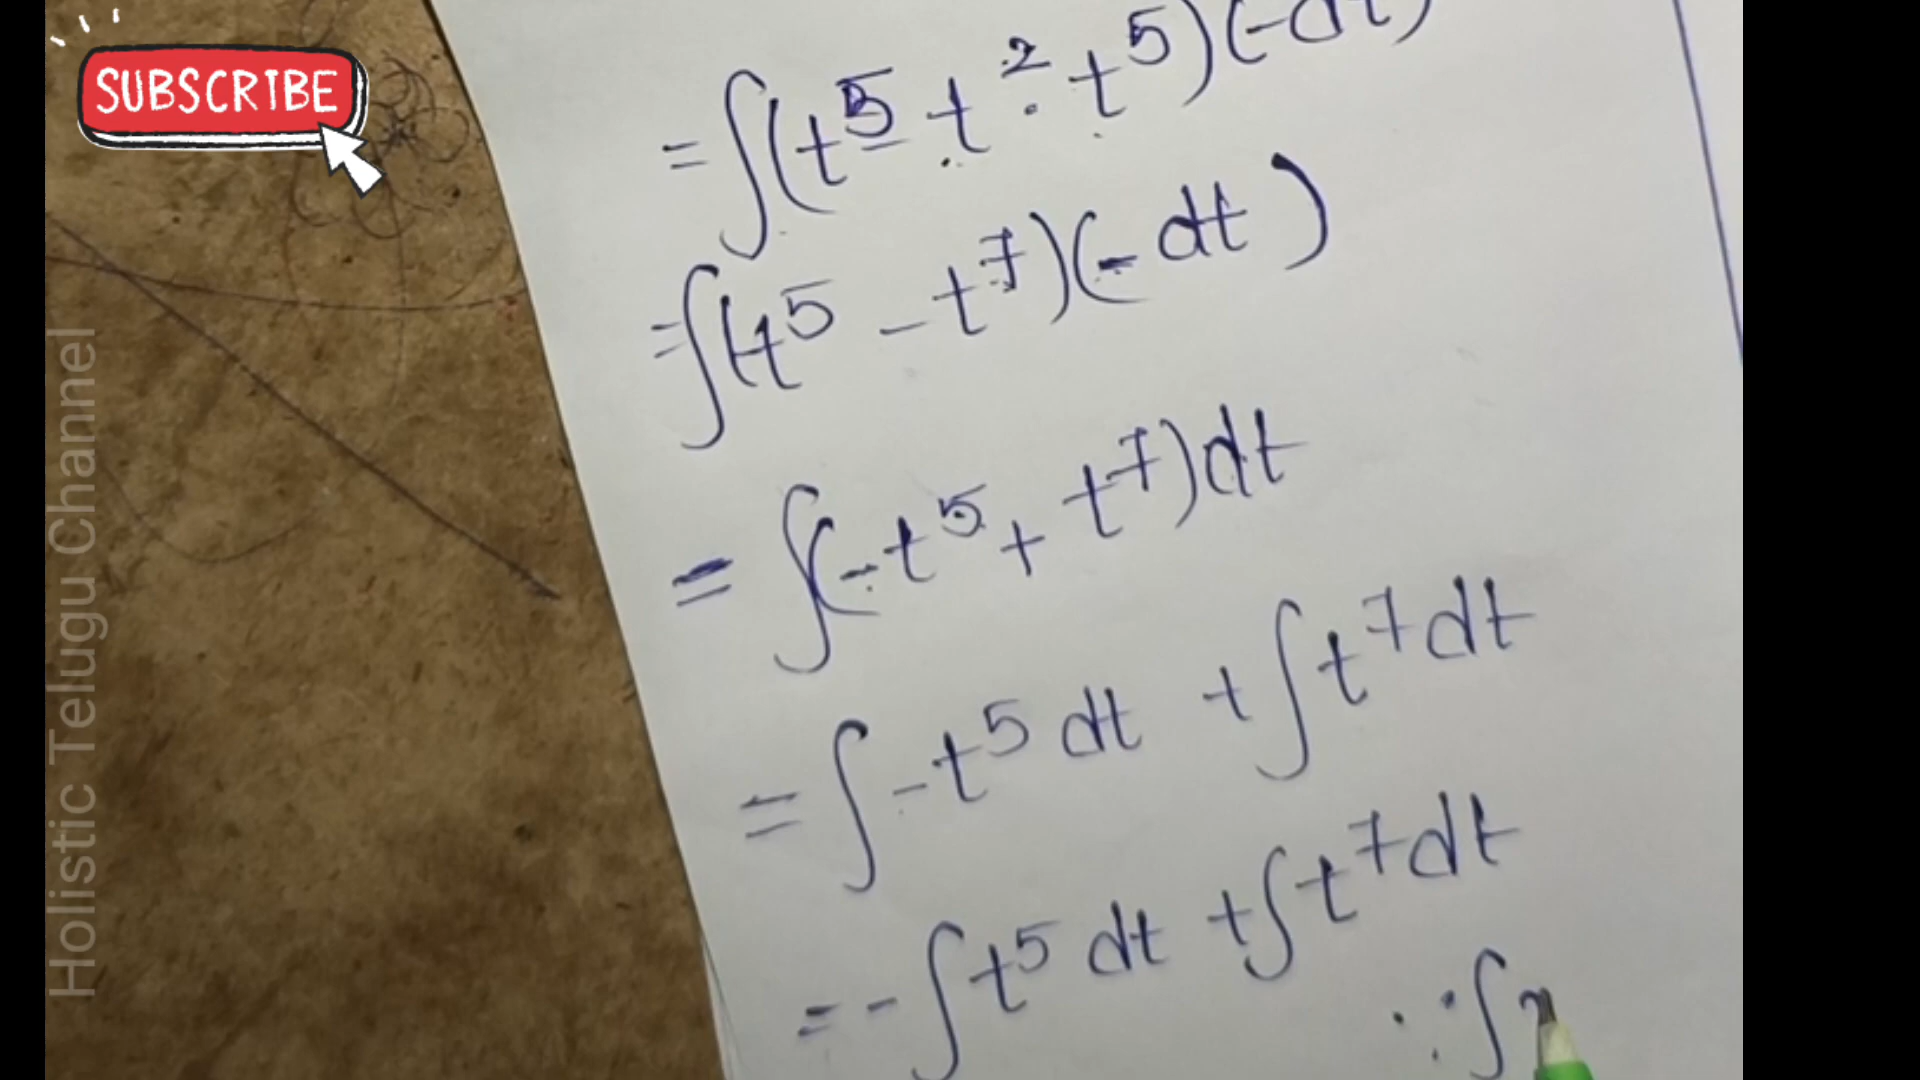 SUBSCRIBE
Holistic Telugu Channel
= ∫(t⁵ - t² · t⁵)(-dt)
= ∫(t⁵ - t⁷)(-dt)
= ∫(-t⁵ + t⁷)dt
= ∫-t⁵ dt + ∫t⁷ dt
= -∫t⁵ dt + ∫t⁷ dt
∵ ∫